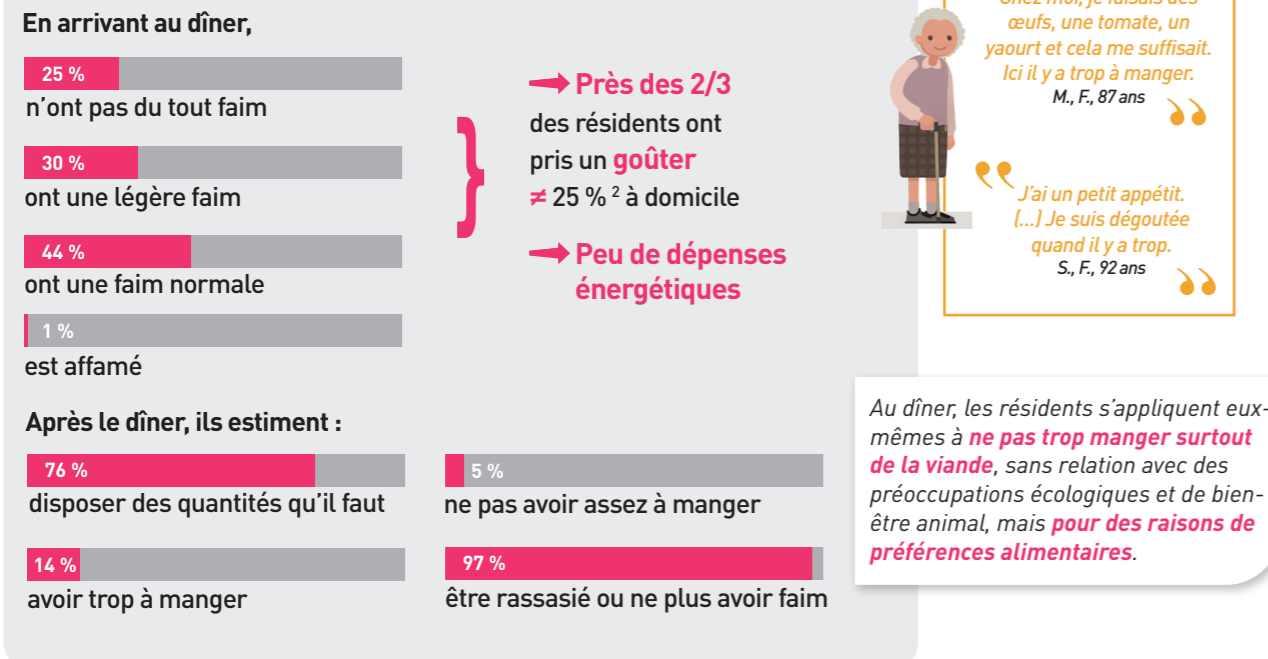 En arrivant au dîner,
25 %
n'ont pas du tout faim
30 %
ont une légère faim
44 %
ont une faim normale
1 %
est affamé
}
→ Près des 2/3
des résidents ont
pris un goûter
≠ 25 % ² à domicile
→ Peu de dépenses
énergétiques
Après le dîner, ils estiment :
76 %
disposer des quantités qu'il faut
14 %
avoir trop à manger
5 %
ne pas avoir assez à manger
97 %
être rassasié ou ne plus avoir faim
Chez moi, je faisais des
œufs, une tomate, un
yaourt et cela me suffisait.
Ici il y a trop à manger.
M., F., 87 ans
”
“
J'ai un petit appétit.
(...) Je suis dégoutée
quand il y a trop.
S., F., 92 ans
”
Au dîner, les résidents s'appliquent eux-
mêmes à ne pas trop manger surtout
de la viande, sans relation avec des
préoccupations écologiques et de bien-
être animal, mais pour des raisons de
préférences alimentaires.